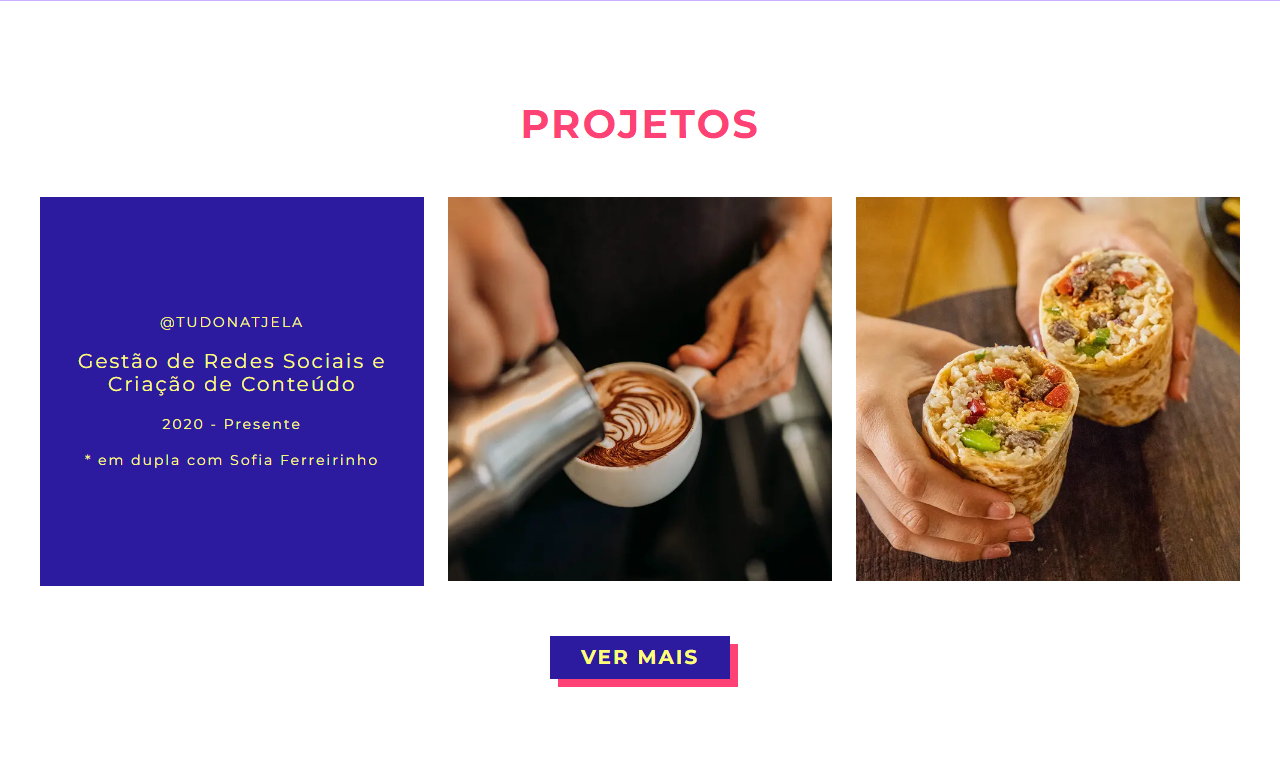 PROJETOS
@TUDONATJELA
Gestão de Redes Sociais e
Criação de Conteúdo
2020 - Presente
* em dupla com Sofia Ferreirinho
VER MAIS